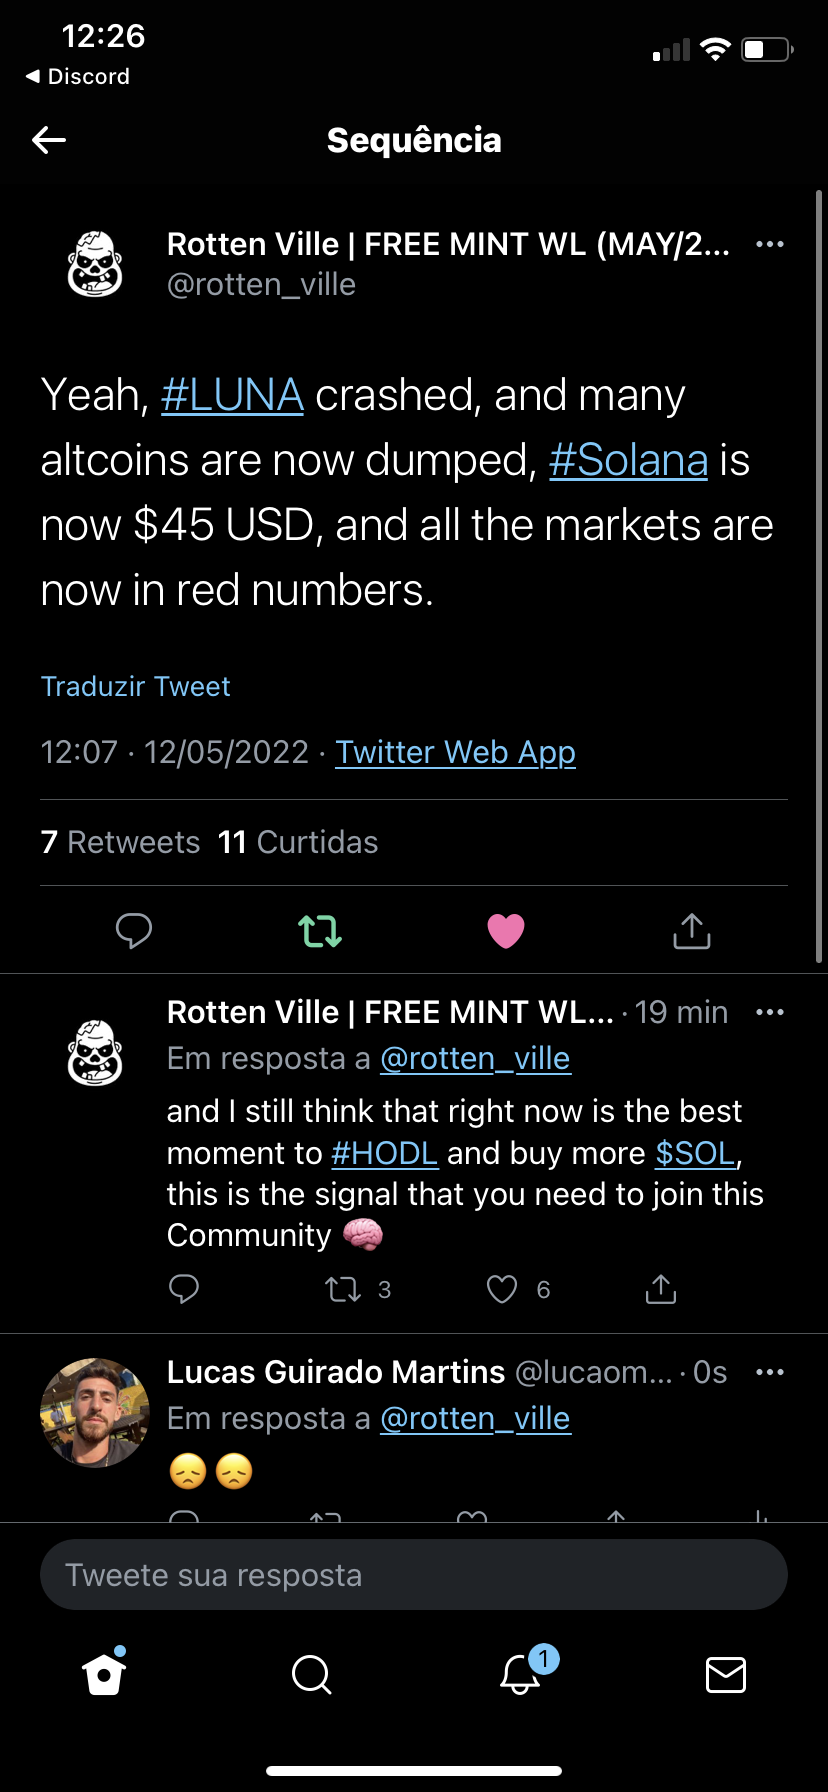 12:26
◀ Discord
Sequência
Rotten Ville | FREE MINT WL (MAY/2...
@rotten_ville
Yeah, #LUNA crashed, and many
altcoins are now dumped, #Solana is
now $45 USD, and all the markets are
now in red numbers.
Traduzir Tweet
12:07 · 12/05/2022 · Twitter Web App
7 Retweets 11 Curtidas
Rotten Ville | FREE MINT WL... · 19 min
Em resposta a @rotten_ville
and I still think that right now is the best
moment to #HODL and buy more $SOL,
this is the signal that you need to join this
Community 🧠
3 6
Lucas Guirado Martins @lucaom... · 0s
Em resposta a @rotten_ville
😞😞
Tweete sua resposta
1